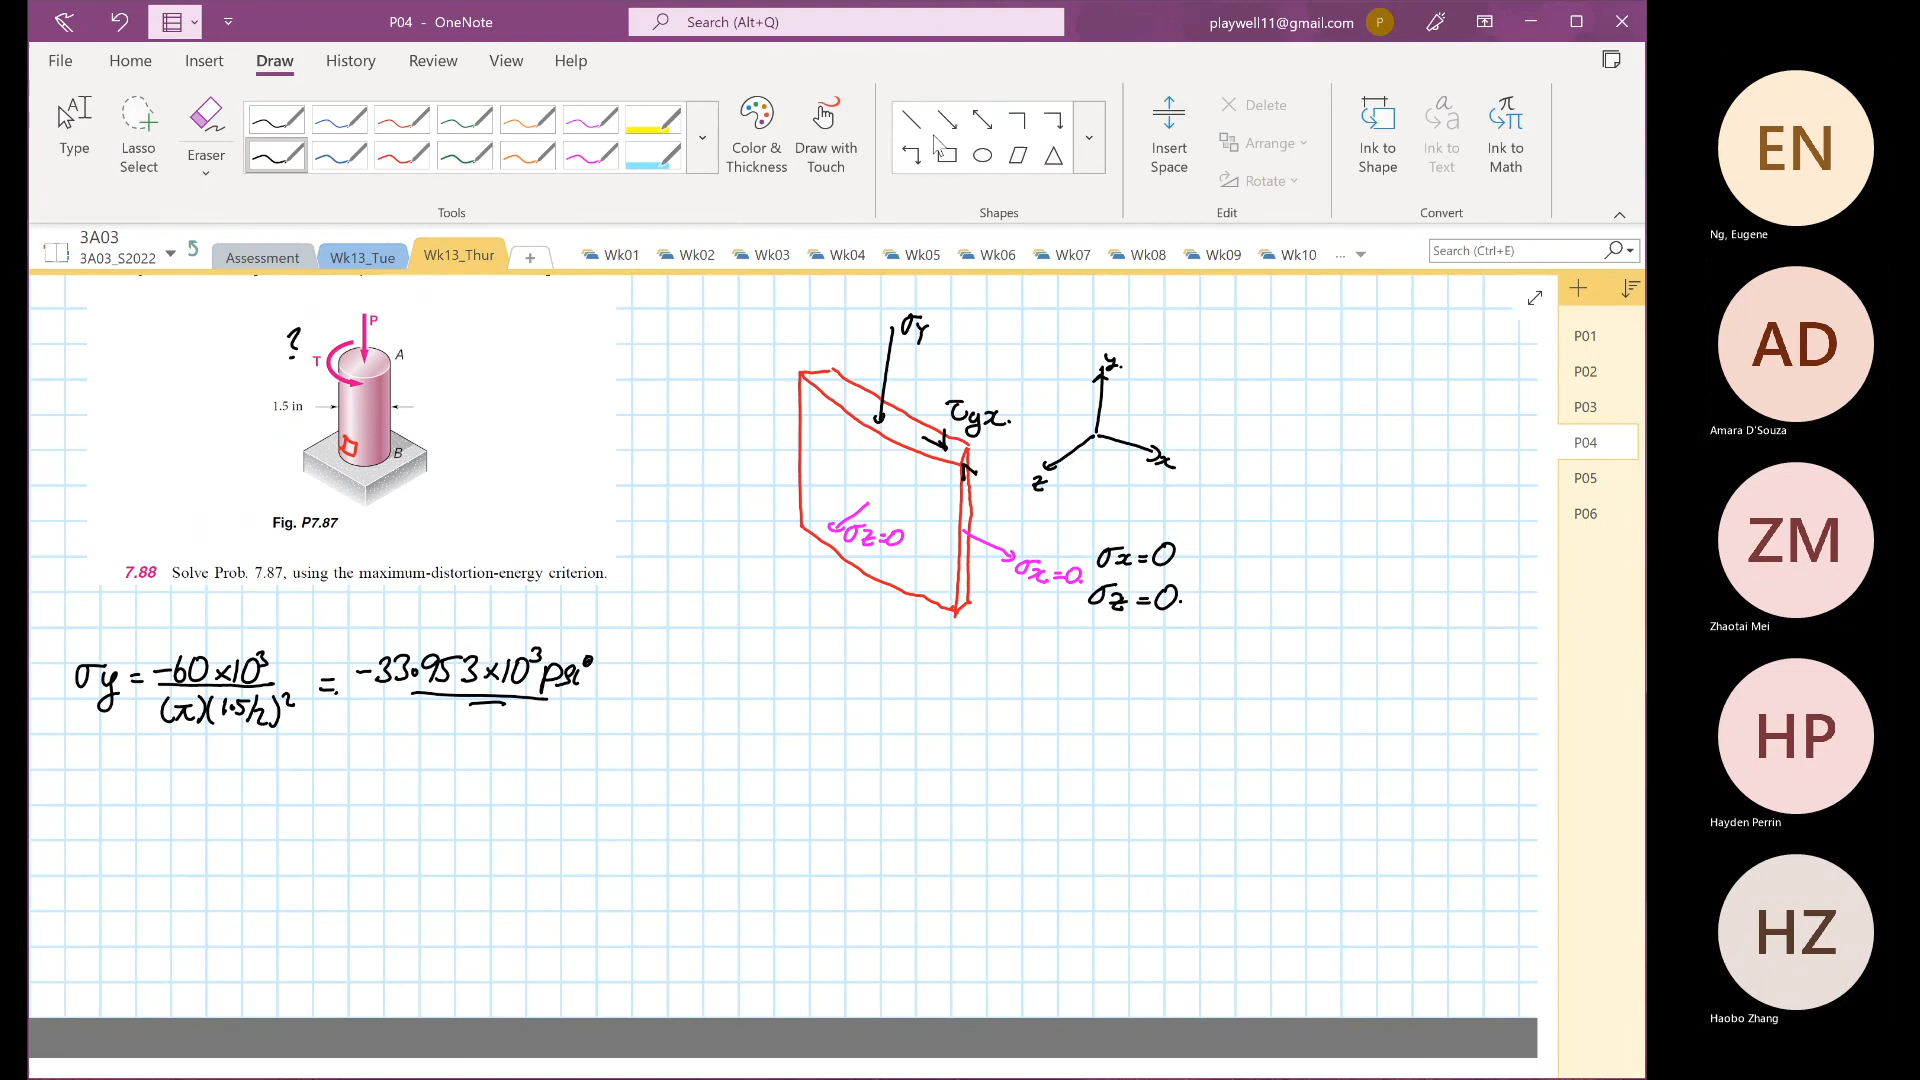 P04 - OneNote
Search (Alt+Q)
playwell11@gmail.com
P
File Home Insert Draw History Review View Help
Type
Lasso Select
Eraser
Color & Thickness
Draw with Touch
Insert Space
Delete
Arrange
Rotate
Ink to Shape
Ink to Text
Ink to Math
Tools Shapes Edit Convert
3A03
3A03_S2022
Assessment Wk13_Tue Wk13_Thur + Wk01 Wk02 Wk03 Wk04 Wk05 Wk06 Wk07 Wk08 Wk09 Wk10 ...
Search (Ctrl+E)
P01
P02
P03
P04
P05
P06
?
P
T
A
1.5 in
B
Fig. P7.87
7.88 Solve Prob. 7.87, using the maximum-distortion-energy criterion.
σy
τyx.
y.
x
z
σz=0
σx=0.
σx=0
σz=0.
σy = -60×10³ / (π)(1.5/2)² = -33.953×10³ psi
EN
Ng, Eugene
AD
Amara D'Souza
ZM
Zhaotai Mei
HP
Hayden Perrin
HZ
Haobo Zhang